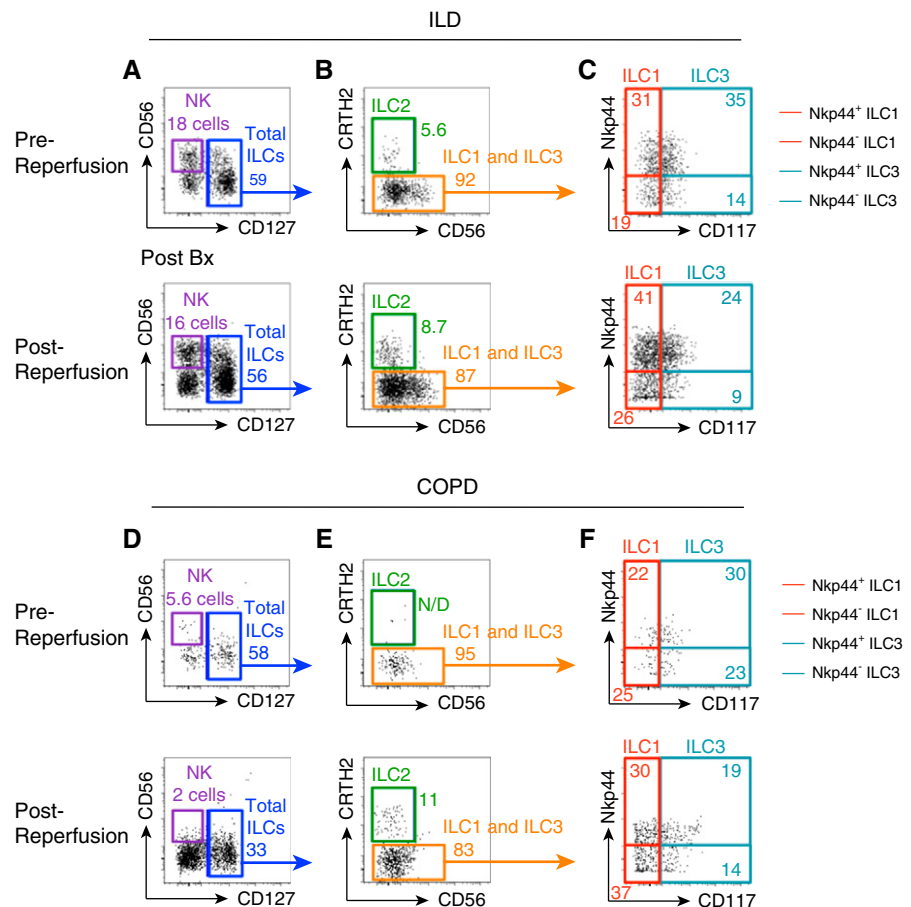 ILD
A
B
C
Pre-
Reperfusion
CD56
NK
18 cells
Total
ILCs
59
CD127
CRTH2
ILC2
5.6
ILC1 and ILC3
92
CD56
Nkp44
ILC1
ILC3
31
35
19
14
CD117
Nkp44+ ILC1
Nkp44- ILC1
Nkp44+ ILC3
Nkp44- ILC3
Post Bx
Post-
Reperfusion
CD56
NK
16 cells
Total
ILCs
56
CD127
CRTH2
ILC2
8.7
ILC1 and ILC3
87
CD56
Nkp44
ILC1
ILC3
41
24
26
9
CD117
COPD
D
E
F
Pre-
Reperfusion
CD56
NK
5.6 cells
Total
ILCs
58
CD127
CRTH2
ILC2
N/D
ILC1 and ILC3
95
CD56
Nkp44
ILC1
ILC3
22
30
25
23
CD117
Nkp44+ ILC1
Nkp44- ILC1
Nkp44+ ILC3
Nkp44- ILC3
Post-
Reperfusion
CD56
NK
2 cells
Total
ILCs
33
CD127
CRTH2
ILC2
11
ILC1 and ILC3
83
CD56
Nkp44
ILC1
ILC3
30
19
37
14
CD117